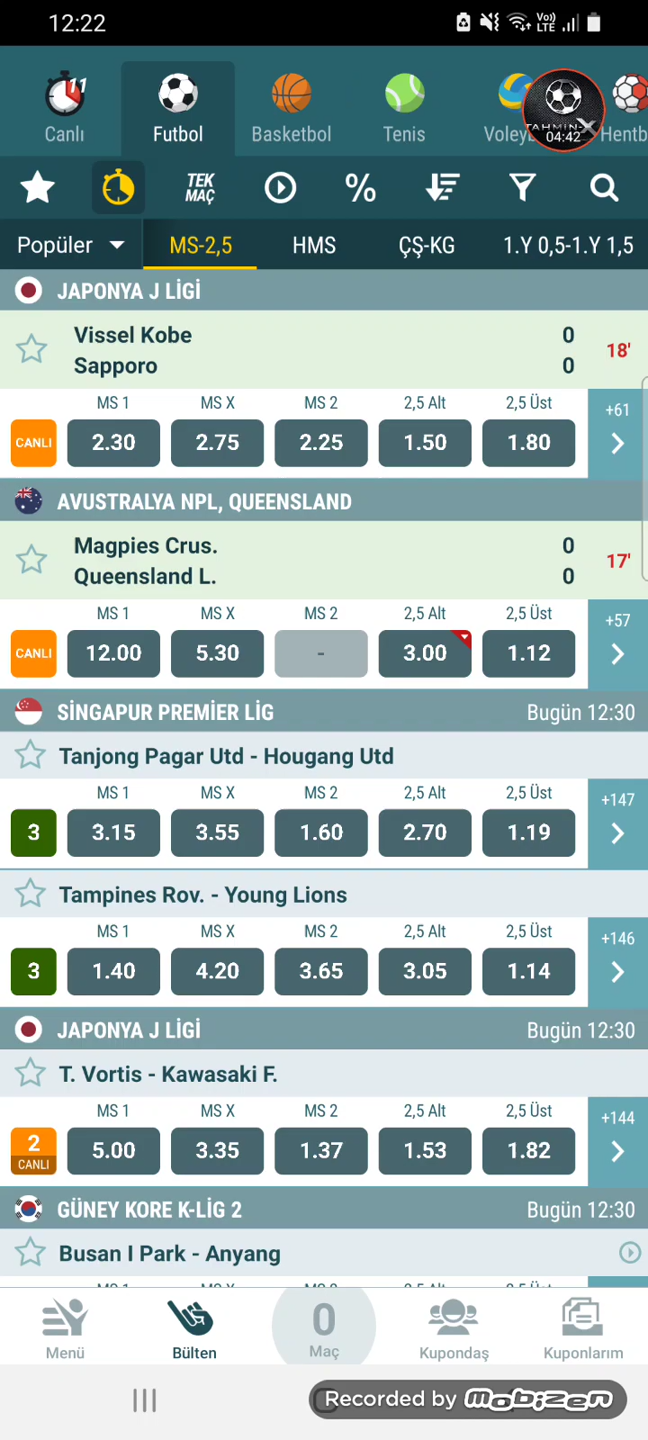 12:22
Vo)) LTE
11
Canlı
Futbol
Basketbol
Tenis
Voleyb
Hentb
TAHMIN-X
04:42
TEK MAÇ
%
Popüler
MS-2,5
HMS
ÇŞ-KG
1.Y 0,5-1.Y 1,5
JAPONYA J LİGİ
Vissel Kobe 0
Sapporo 0
18'
MS 1 MS X MS 2 2,5 Alt 2,5 Üst +61
CANLI 2.30 2.75 2.25 1.50 1.80
AVUSTRALYA NPL, QUEENSLAND
Magpies Crus. 0
Queensland L. 0
17'
MS 1 MS X MS 2 2,5 Alt 2,5 Üst +57
CANLI 12.00 5.30 - 3.00 1.12
SİNGAPUR PREMİER LİG Bugün 12:30
Tanjong Pagar Utd - Hougang Utd
MS 1 MS X MS 2 2,5 Alt 2,5 Üst +147
3 3.15 3.55 1.60 2.70 1.19
Tampines Rov. - Young Lions
MS 1 MS X MS 2 2,5 Alt 2,5 Üst +146
3 1.40 4.20 3.65 3.05 1.14
JAPONYA J LİGİ Bugün 12:30
T. Vortis - Kawasaki F.
MS 1 MS X MS 2 2,5 Alt 2,5 Üst +144
2 CANLI 5.00 3.35 1.37 1.53 1.82
GÜNEY KORE K-LİG 2 Bugün 12:30
Busan I Park - Anyang
Menü
Bülten
0
Maç
Kupondaş
Kuponlarım
Recorded by mobizen